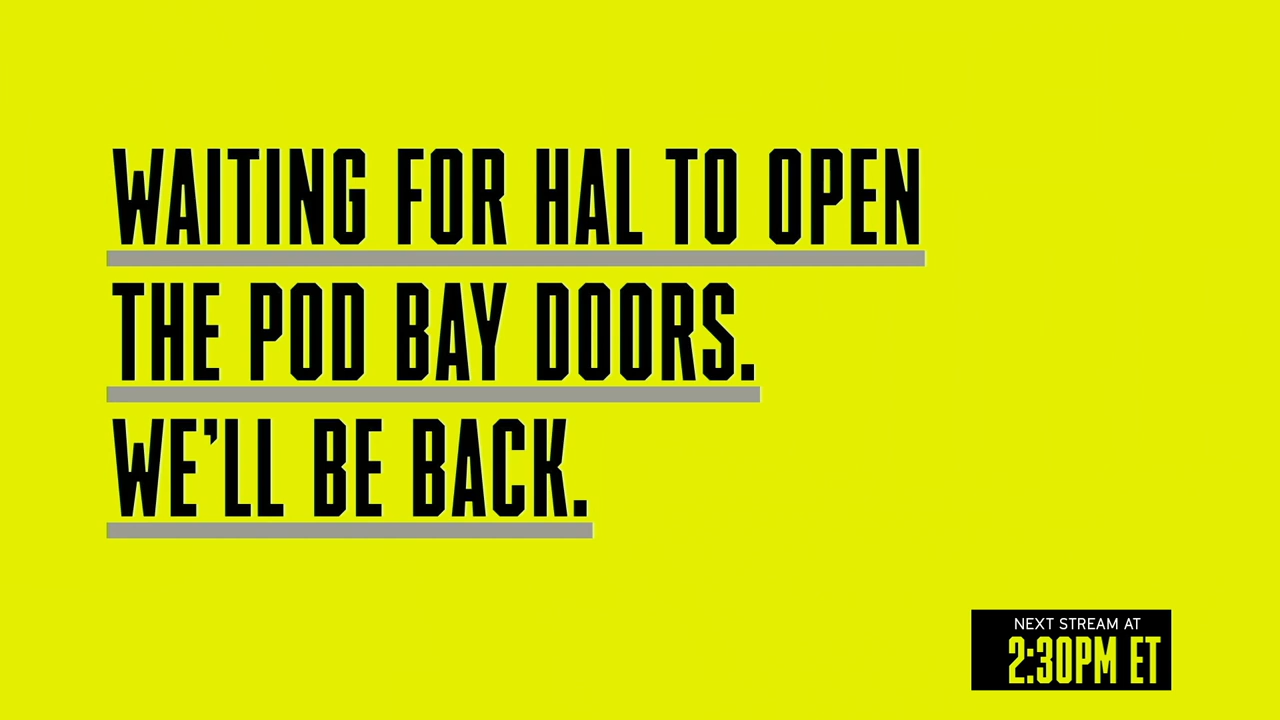 WAITING FOR HAL TO OPEN
THE POD BAY DOORS.
WE'LL BE BACK.
NEXT STREAM AT
2:30PM ET